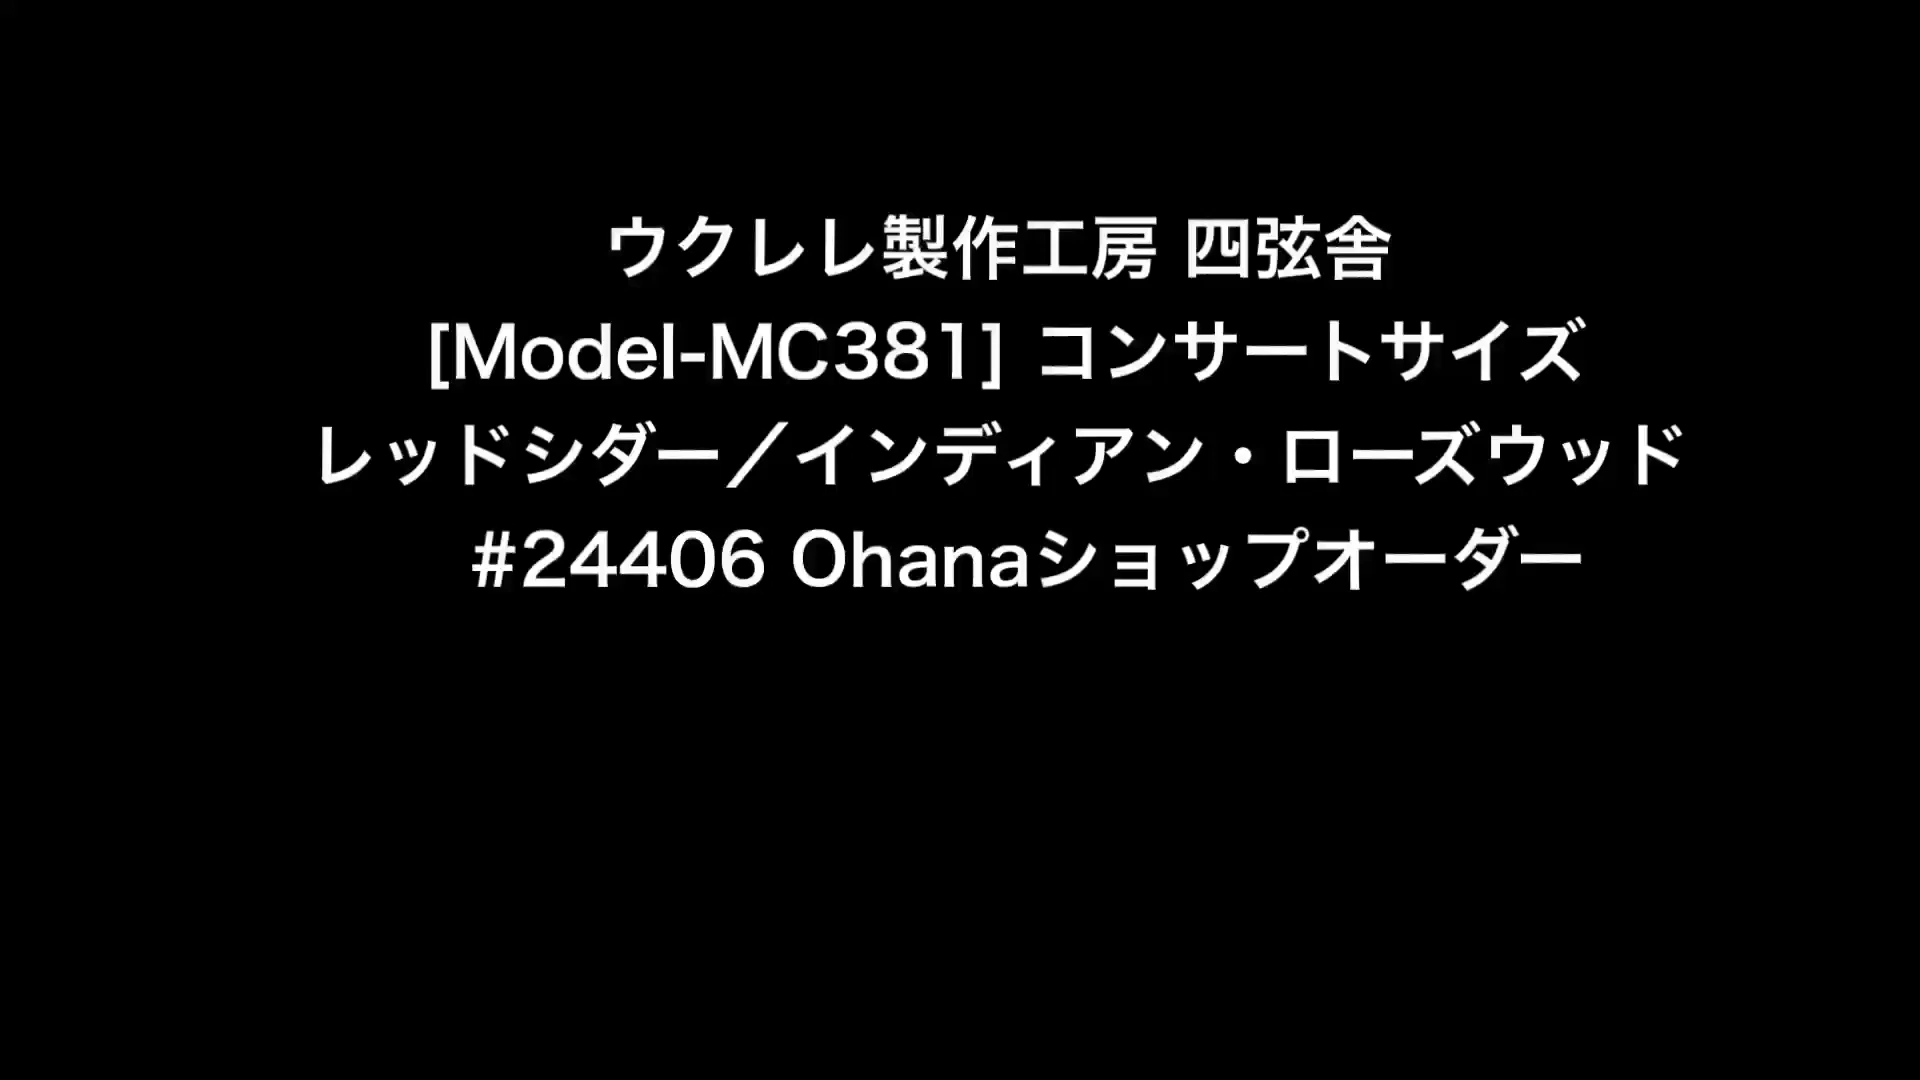 ウクレレ製作工房 四弦舎
[Model-MC381] コンサートサイズ
レッドシダー／インディアン・ローズウッド
#24406 Ohanaショップオーダー